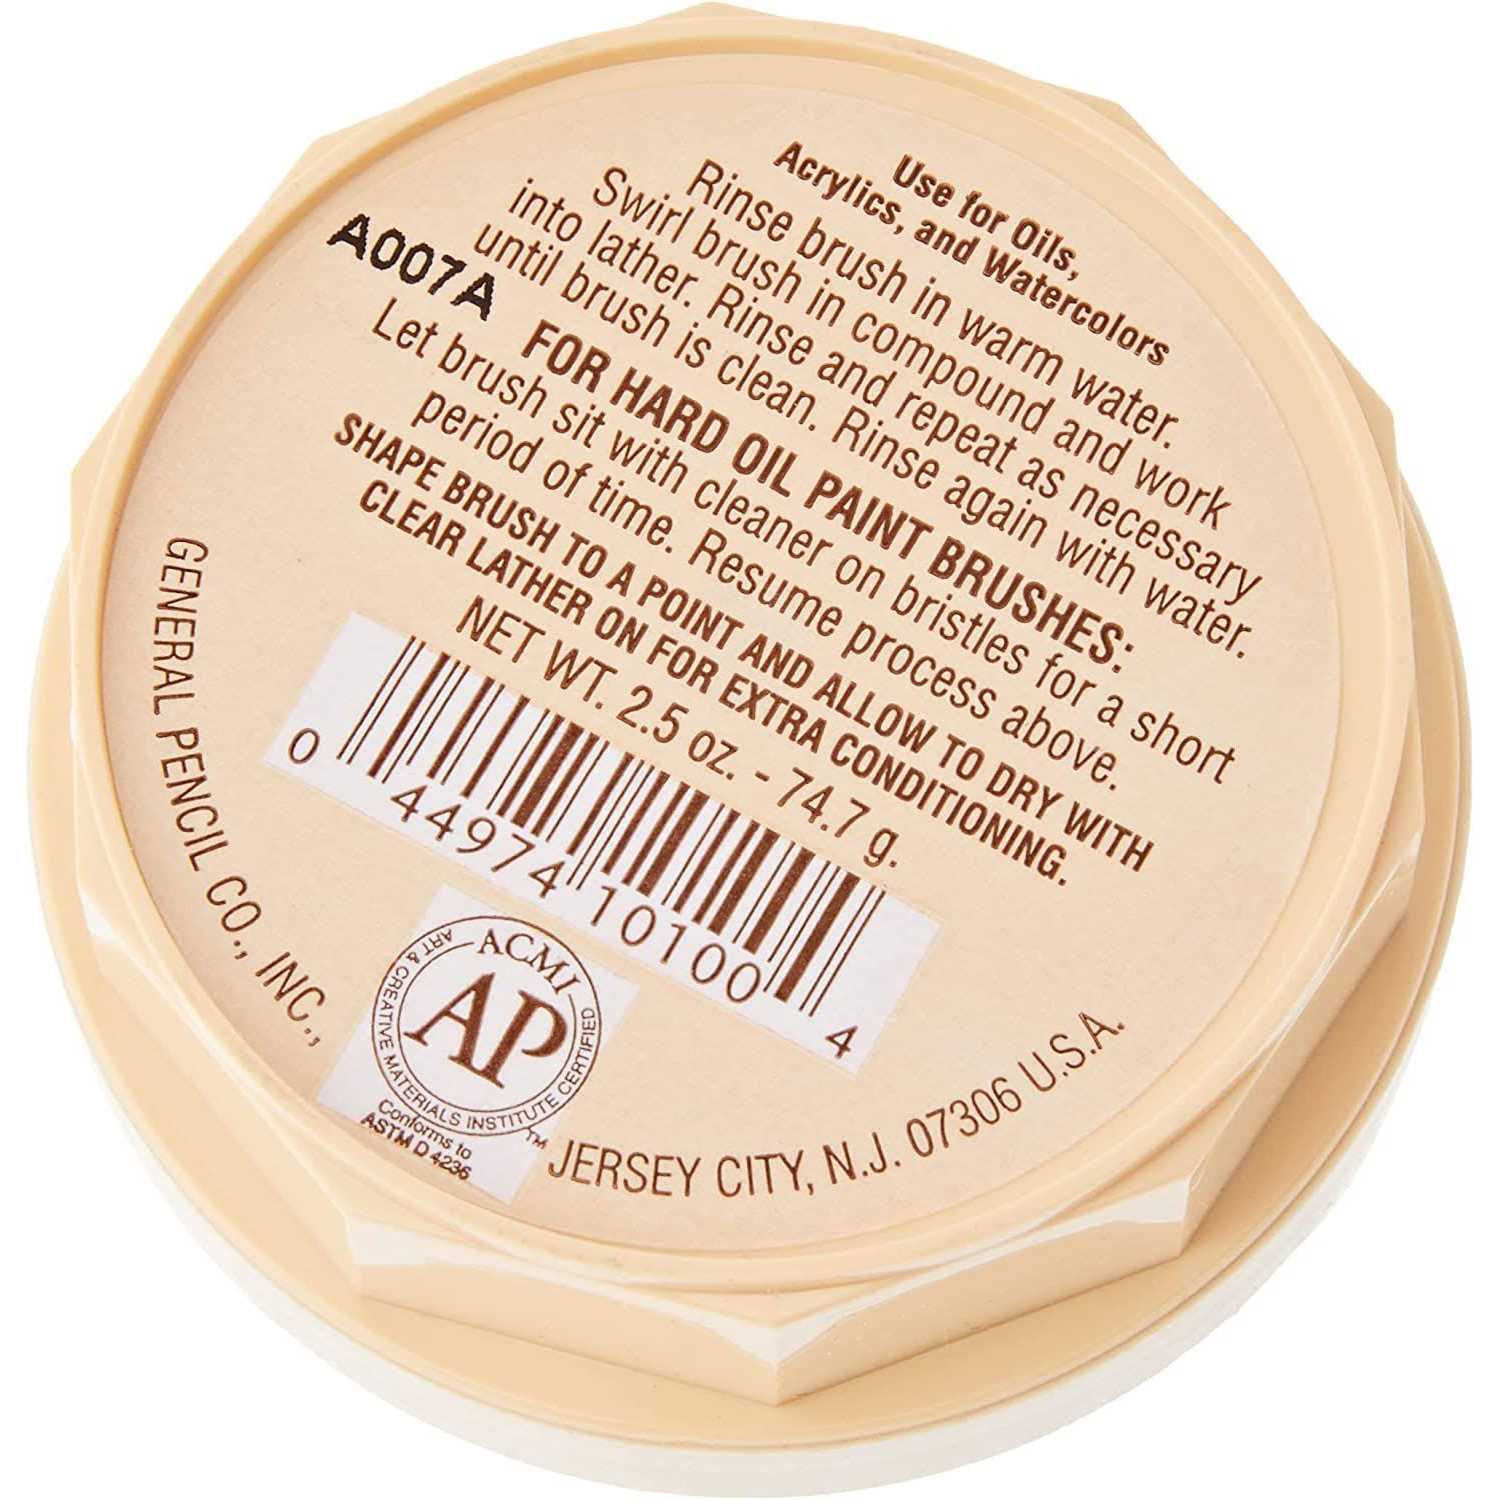 Use for Oils,
Acrylics, and Watercolors
Rinse brush in warm water.
Swirl brush in compound and work
into lather. Rinse and repeat as necessary
until brush is clean. Rinse again with water.
A007A
FOR HARD OIL PAINT BRUSHES:
Let brush sit with cleaner on bristles for a short
period of time. Resume process above.
SHAPE BRUSH TO A POINT AND ALLOW TO DRY WITH
CLEAR LATHER ON FOR EXTRA CONDITIONING.
NET WT. 2.5 oz. - 74.7 g.
0 44974 10100 4
ACMI
AP
ART & CREATIVE MATERIALS INSTITUTE CERTIFIED
TM
Conforms to
ASTM D 4236
GENERAL PENCIL CO., INC.,
JERSEY CITY, N.J. 07306 U.S.A.